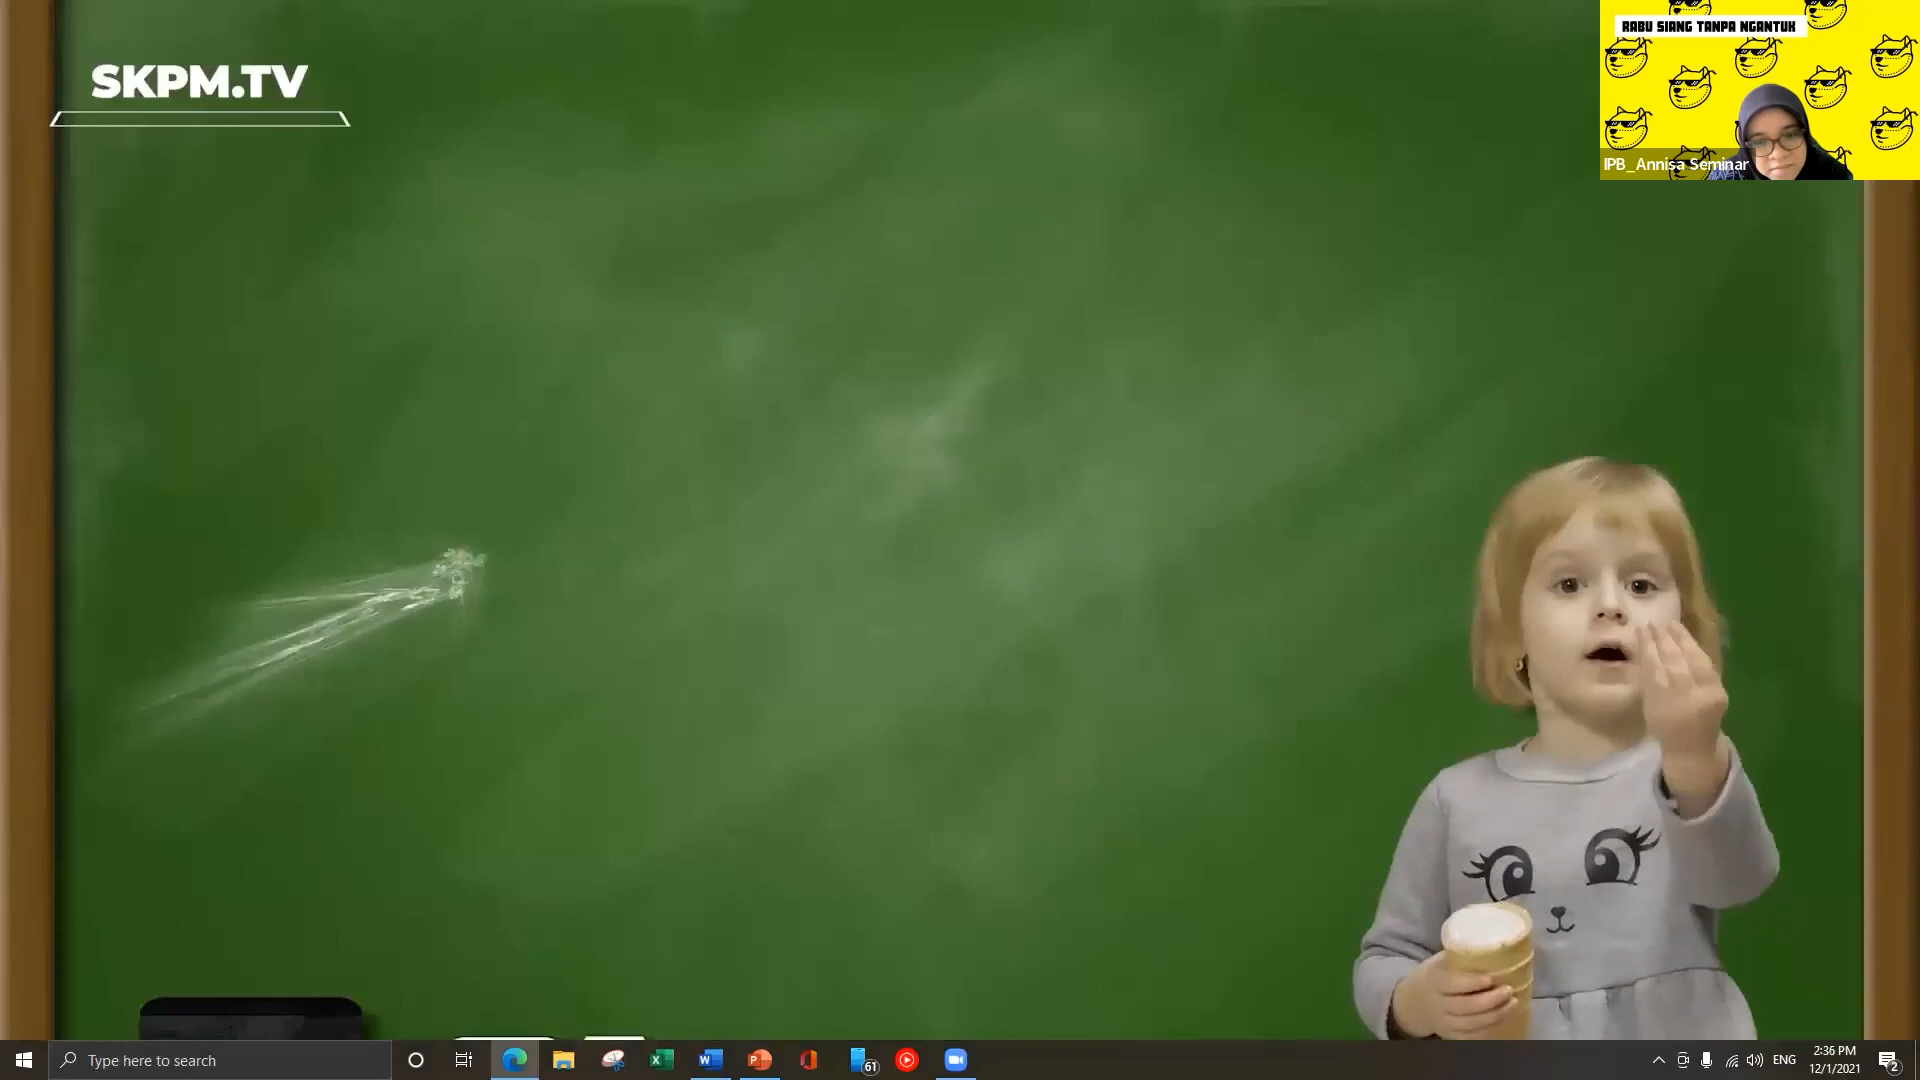 SKPM.TV
RABU SIANG TANPA NGANTUK
IPB_Annisa Seminar
Type here to search
61
ENG
2:36 PM
12/1/2021
2